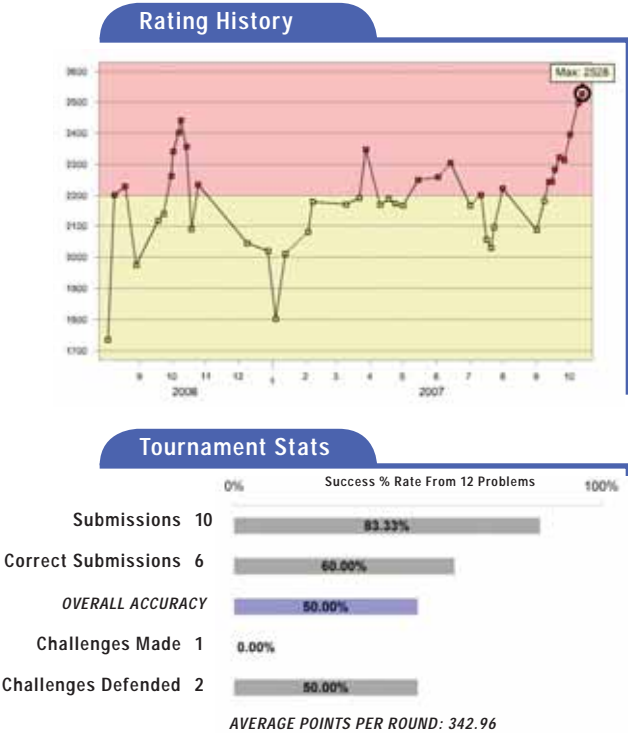 Rating History
Max: 2528
2600
2500
2400
2300
2200
2100
2000
1900
1800
1700
9 10 11 12 1 2 3 4 5 6 7 8 9 10
2006 2007
Tournament Stats
0% Success % Rate From 12 Problems 100%
Submissions 10 83.33%
Correct Submissions 6 60.00%
OVERALL ACCURACY 50.00%
Challenges Made 1 0.00%
Challenges Defended 2 50.00%
AVERAGE POINTS PER ROUND: 342.96